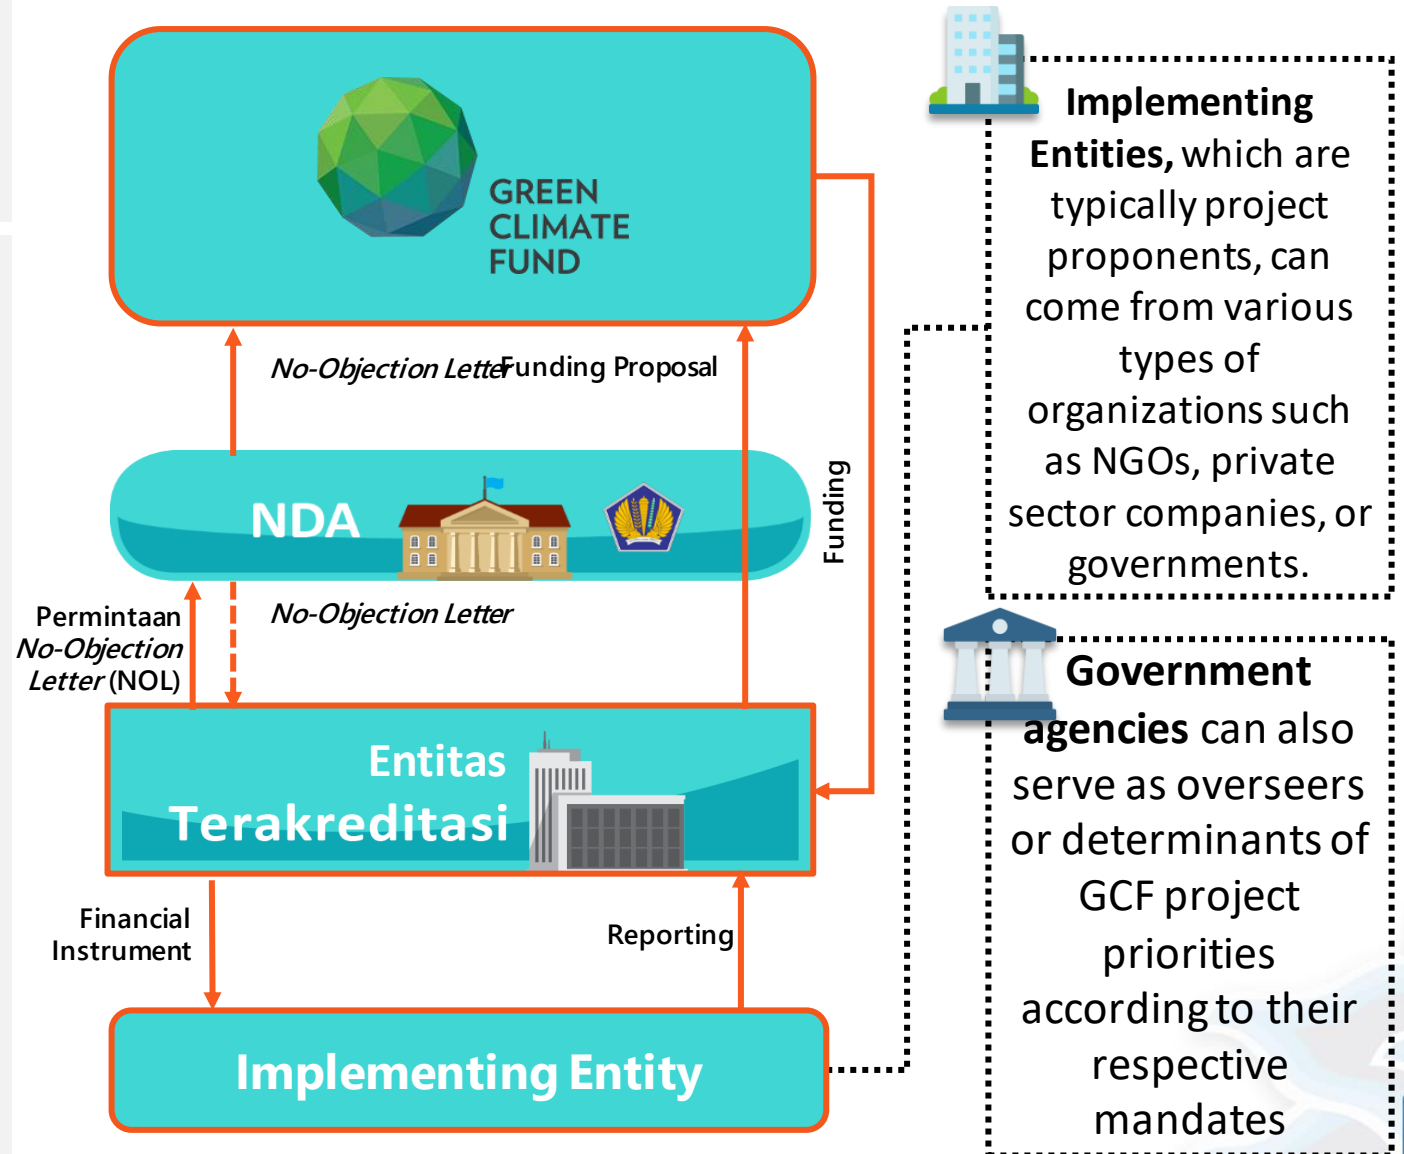 GREEN
CLIMATE
FUND
No-Objection Letter
Funding Proposal
Funding
NDA
Permintaan
No-Objection
Letter (NOL)
No-Objection Letter
Entitas
Terakreditasi
Financial
Instrument
Reporting
Implementing Entity
Implementing
Entities, which are
typically project
proponents, can
come from various
types of
organizations such
as NGOs, private
sector companies, or
governments.
Government
agencies can also
serve as overseers
or determinants of
GCF project
priorities
according to their
respective
mandates